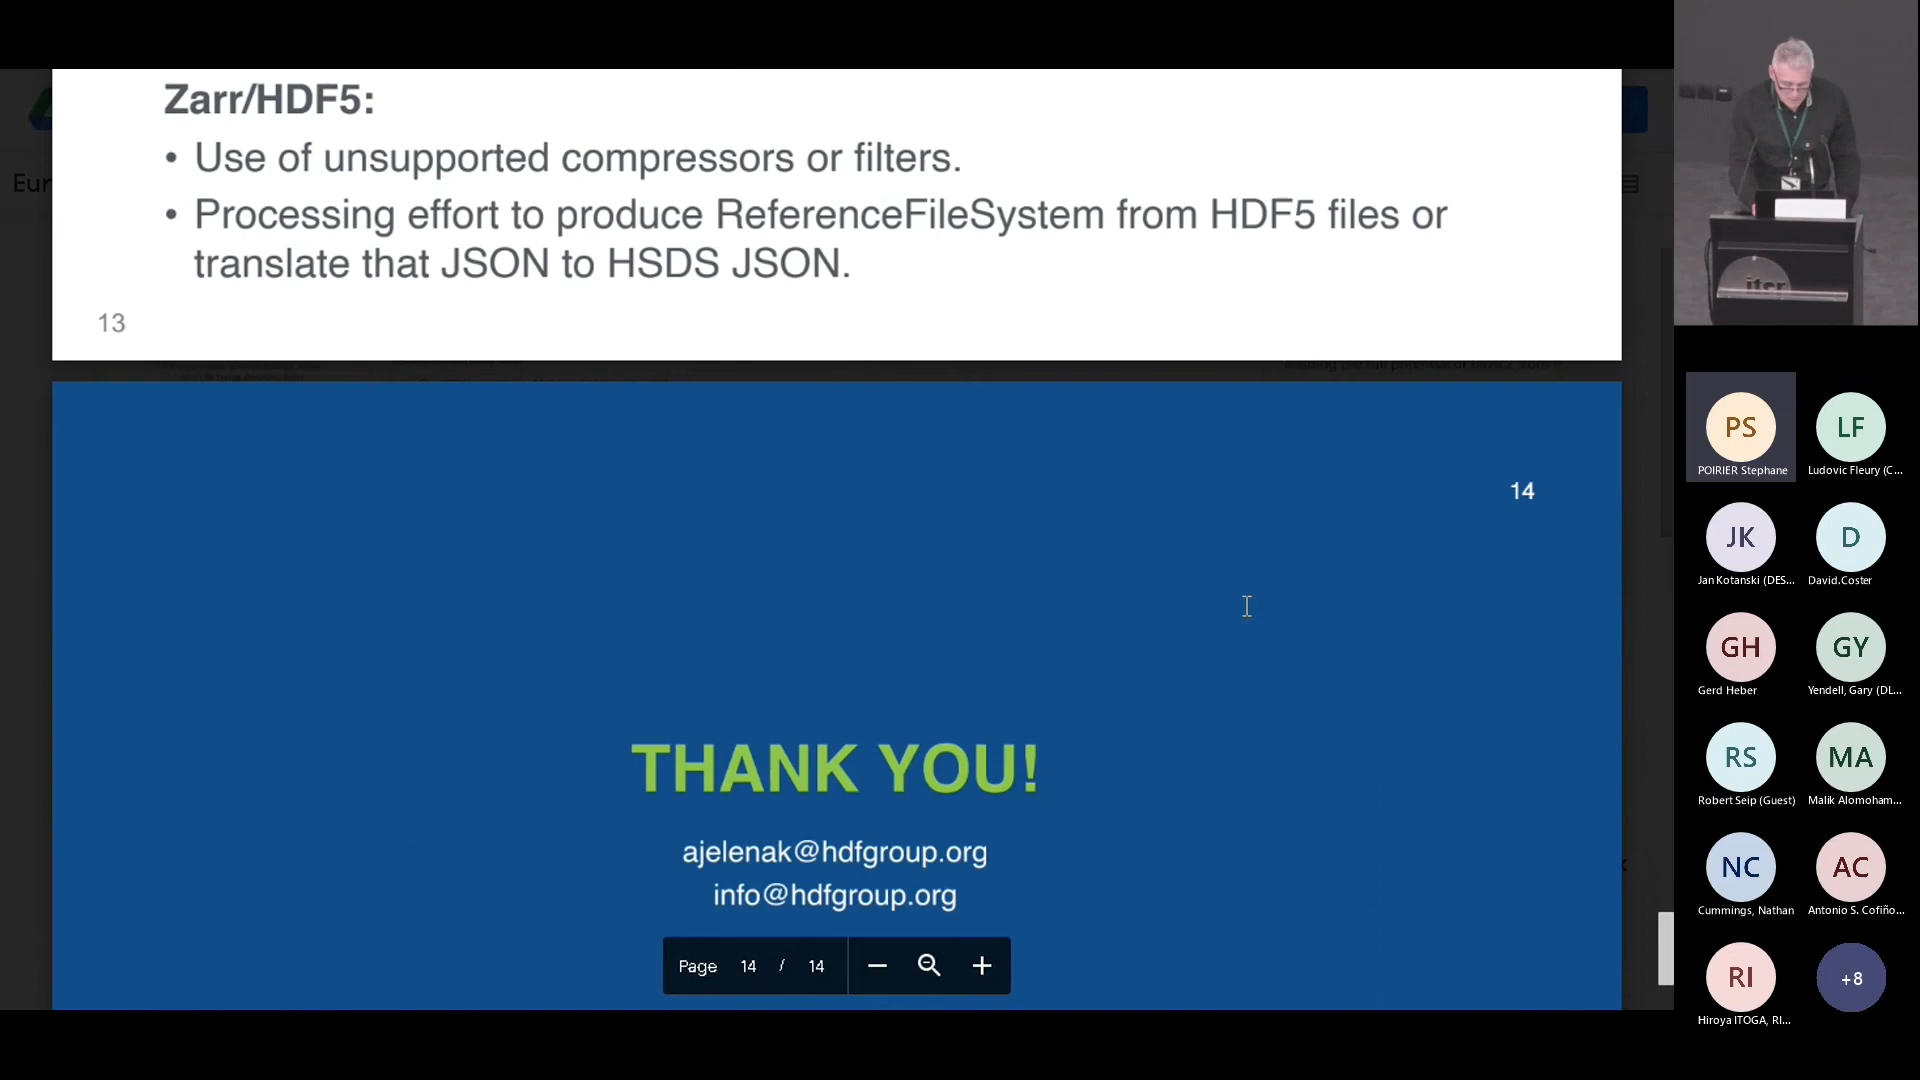 Zarr/HDF5:
• Use of unsupported compressors or filters.
• Processing effort to produce ReferenceFileSystem from HDF5 files or
translate that JSON to HSDS JSON.
13
Eur
14
THANK YOU!
ajelenak@hdfgroup.org
info@hdfgroup.org
Page 14 / 14
iter
PS
POIRIER Stephane
LF
Ludovic Fleury (C...
JK
Jan Kotanski (DES...
D
David.Coster
GH
Gerd Heber
GY
Yendell, Gary (DL...
RS
Robert Seip (Guest)
MA
Malik Alomoham...
NC
Cummings, Nathan
AC
Antonio S. Cofiño...
RI
Hiroya ITOGA, RI...
+8